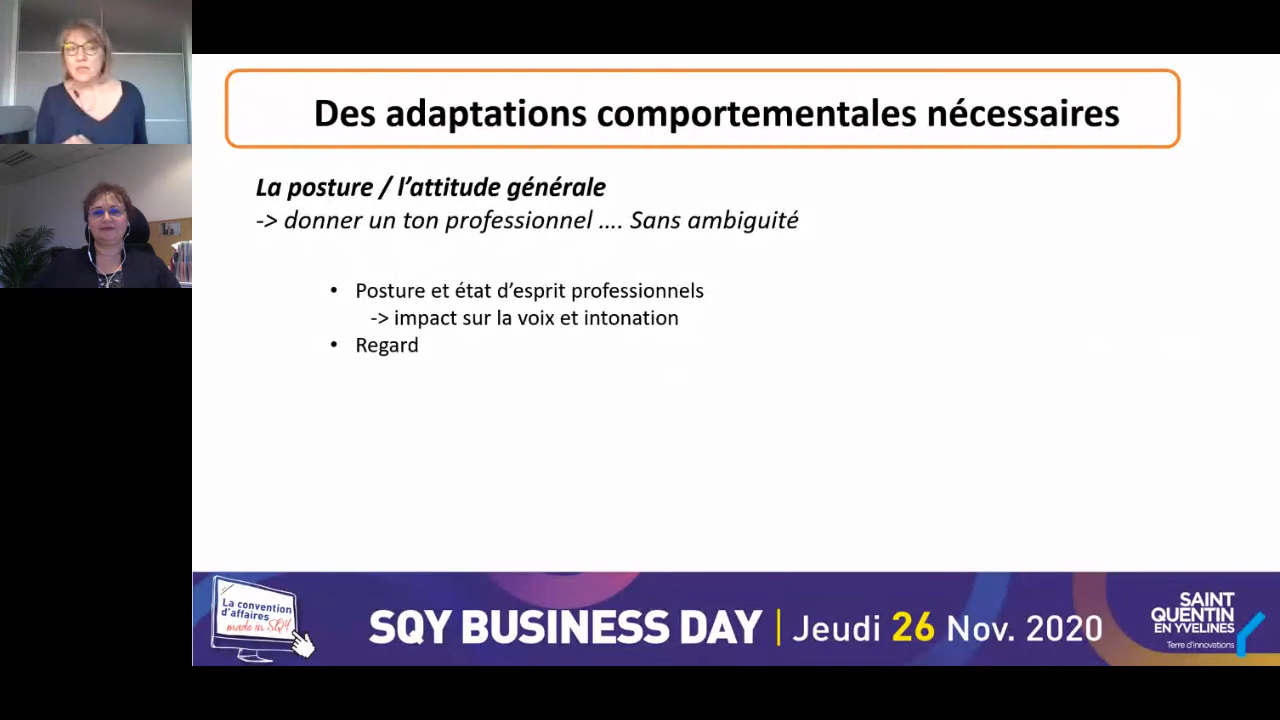 Des adaptations comportementales nécessaires
La posture / l'attitude générale
-> donner un ton professionnel .... Sans ambiguité
• Posture et état d'esprit professionnels
-> impact sur la voix et intonation
• Regard
La convention
d'affaires
made in SQY
SQY BUSINESS DAY | Jeudi 26 Nov. 2020
SAINT
QUENTIN
EN YVELINES
Terre d'innovations